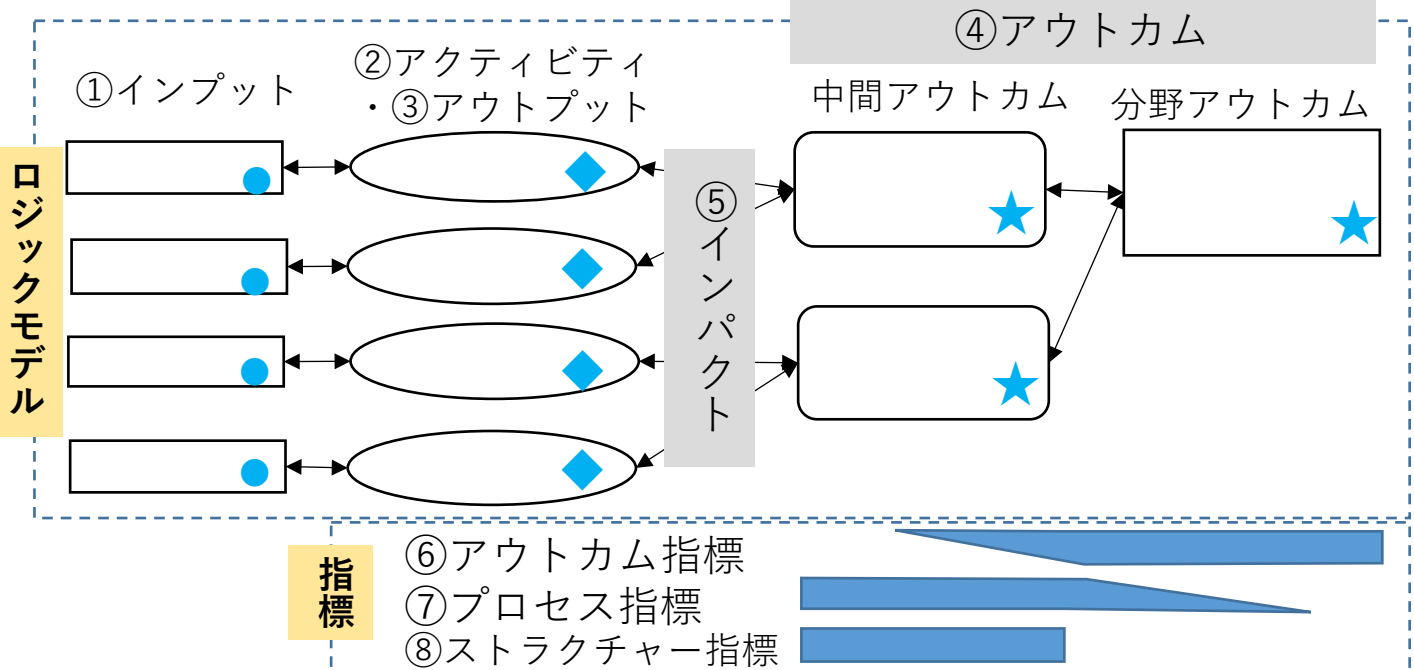 ④アウトカム
①インプット
②アクティビティ
・③アウトプット
中間アウトカム
分野アウトカム
ロジックモデル
⑤インパクト
指標
⑥アウトカム指標
⑦プロセス指標
⑧ストラクチャー指標